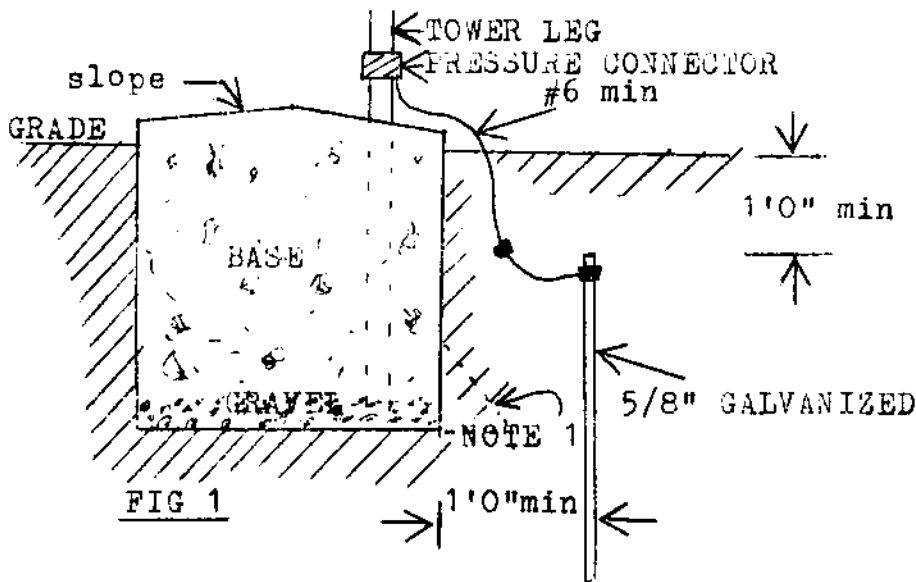 TOWER LEG
PRESSURE CONNECTOR
slope
#6 min
GRADE
1'0" min
BASE
GRAVEL
5/8" GALVANIZED
NOTE 1
FIG 1
1'0"min